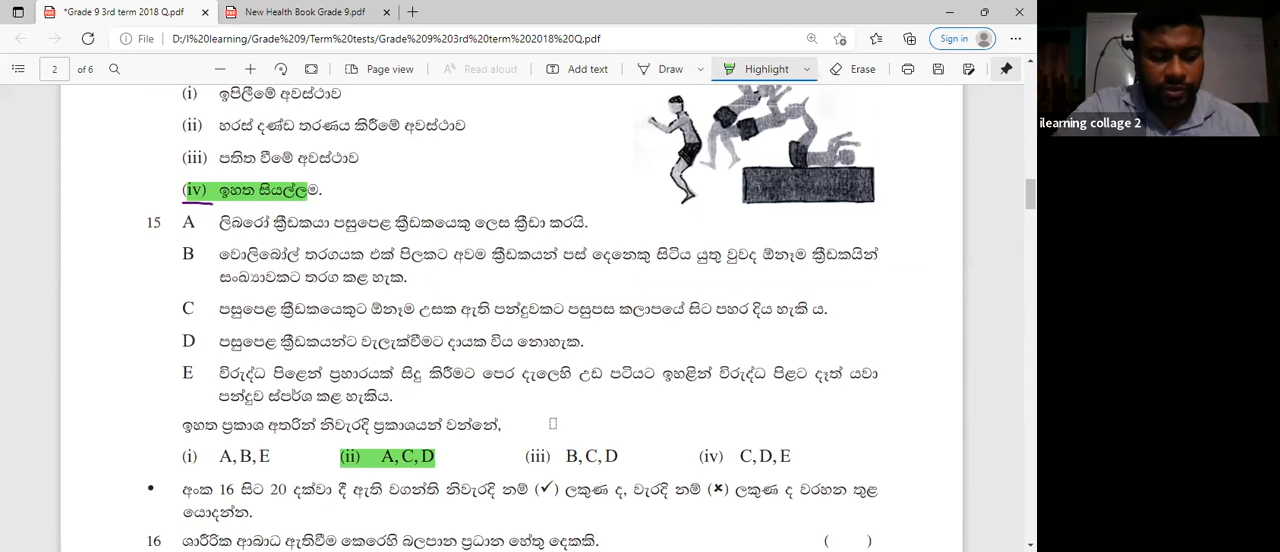 *Grade 9 3rd term 2018 Q.pdf
New Health Book Grade 9.pdf
File D:/I%20learning/Grade%209/Term%20tests/Grade%209%203rd%20term%202018%20Q.pdf
Sign in
2 of 6
Page view
Read aloud
Add text
Draw
Highlight
Erase
ilearning collage 2
(i) ඉපිලීමේ අවස්ථාව
(ii) හරස් දණ්ඩ තරණය කිරීමේ අවස්ථාව
(iii) පතිත වීමේ අවස්ථාව
(iv) ඉහත සියල්ලම.
15 A ලිබරෝ ක්‍රීඩකයා පසුපෙළ ක්‍රීඩකයෙකු ලෙස ක්‍රීඩා කරයි.
B වොලිබෝල් තරගයක එක් පිලකට අවම ක්‍රීඩකයන් පස් දෙනෙකු සිටිය යුතු වුවද ඕනෑම ක්‍රීඩකයින්
සංඛ්‍යාවකට තරග කළ හැක.
C පසුපෙළ ක්‍රීඩකයෙකුට ඕනෑම උසක ඇති පන්දුවකට පසුපස කලාපයේ සිට පහර දිය හැකි ය.
D පසුපෙළ ක්‍රීඩකයන්ට වැලැක්වීමට දායක විය නොහැක.
E විරුද්ධ පිළෙන් ප්‍රහාරයක් සිදු කිරීමට පෙර දැලෙහි උඩ පටියට ඉහළින් විරුද්ධ පිළට දෑත් යවා
පන්දුව ස්පර්ශ කළ හැකිය.
ඉහත ප්‍රකාශ අතරින් නිවැරදි ප්‍රකාශයන් වන්නේ,
(i) A, B, E (ii) A, C, D (iii) B, C, D (iv) C, D, E
• අංක 16 සිට 20 දක්වා දී ඇති වගන්ති නිවැරදි නම් (✓) ලකුණ ද, වැරදි නම් (✗) ලකුණ ද වරහන තුළ
යොදන්න.
16 ශාරීරික ආබාධ ඇතිවීම කෙරෙහි බලපාන ප්‍රධාන හේතු දෙකකි. ( )